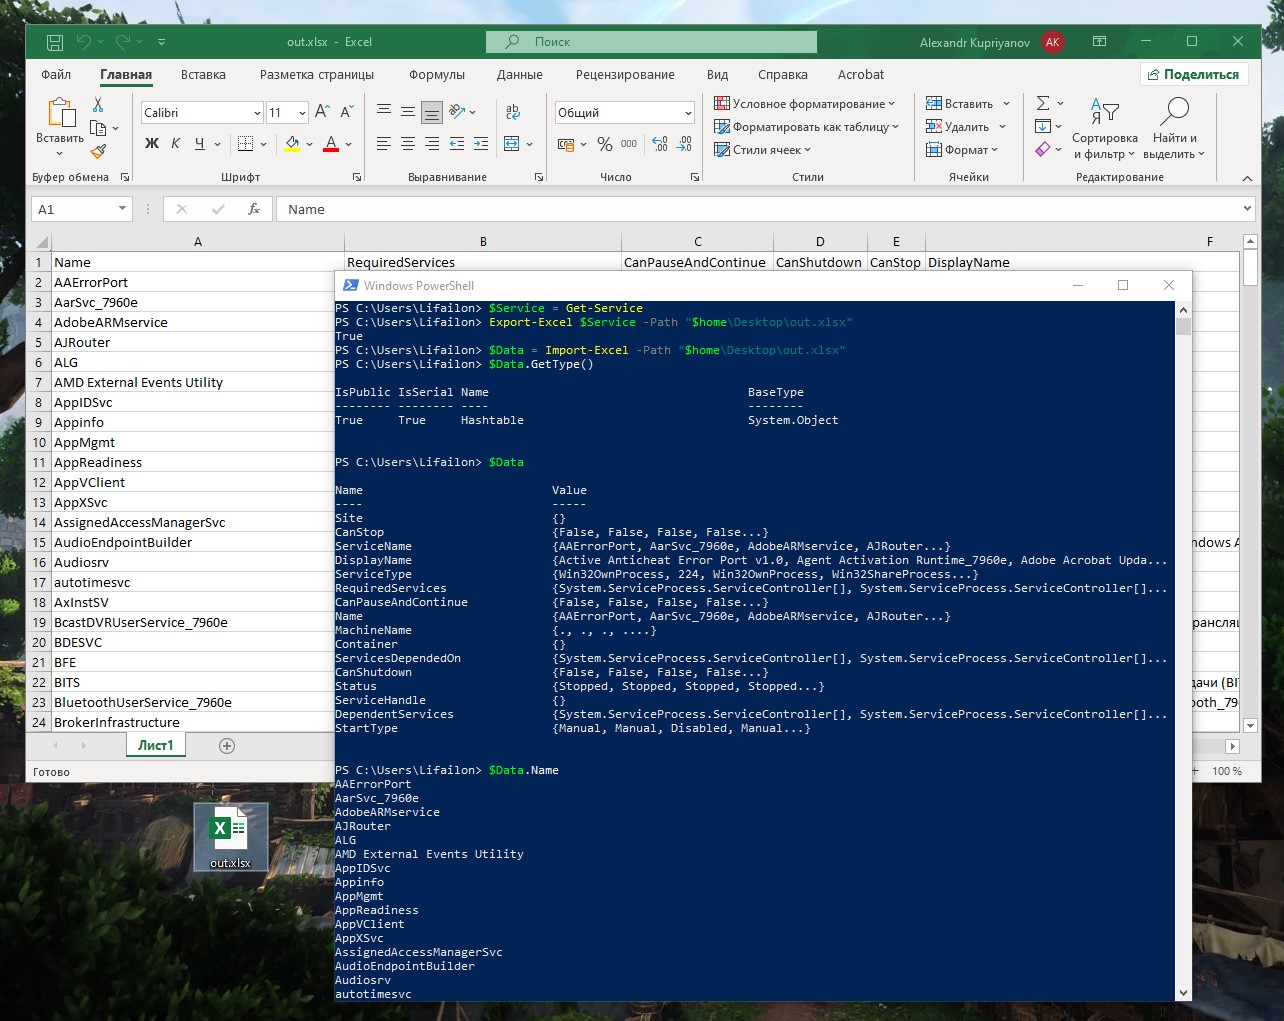 out.xlsx - Excel
Поиск
Alexandr Kupriyanov
AK
Файл Главная Вставка Разметка страницы Формулы Данные Рецензирование Вид Справка Acrobat
Поделиться
Вставить
Calibri 11
Ж К Ч
Общий
% 000
Условное форматирование
Форматировать как таблицу
Стили ячеек
Вставить
Удалить
Формат
Сортировка и фильтр
Найти и выделить
Буфер обмена Шрифт Выравнивание Число Стили Ячейки Редактирование
A1 fx Name
A B C D E F
1 Name RequiredServices CanPauseAndContinue CanShutdown CanStop DisplayName
2 AAErrorPort
3 AarSvc_7960e
4 AdobeARMservice
5 AJRouter
6 ALG
7 AMD External Events Utility
8 AppIDSvc
9 Appinfo
10 AppMgmt
11 AppReadiness
12 AppVClient
13 AppXSvc
14 AssignedAccessManagerSvc
15 AudioEndpointBuilder
16 Audiosrv
17 autotimesvc
18 AxInstSV
19 BcastDVRUserService_7960e
20 BDESVC
21 BFE
22 BITS
23 BluetoothUserService_7960e
24 BrokerInfrastructure
Лист1
Готово
100 %
out.xlsx
Windows PowerShell
PS C:\Users\Lifailon> $Service = Get-Service
PS C:\Users\Lifailon> Export-Excel $Service -Path "$home\Desktop\out.xlsx"
True
PS C:\Users\Lifailon> $Data = Import-Excel -Path "$home\Desktop\out.xlsx"
PS C:\Users\Lifailon> $Data.GetType()
IsPublic IsSerial Name BaseType
-------- -------- ---- --------
True True Hashtable System.Object
PS C:\Users\Lifailon> $Data
Name Value
---- -----
Site {}
CanStop {False, False, False, False...}
ServiceName {AAErrorPort, AarSvc_7960e, AdobeARMservice, AJRouter...}
DisplayName {Active Anticheat Error Port v1.0, Agent Activation Runtime_7960e, Adobe Acrobat Upda...
ServiceType {Win32OwnProcess, 224, Win32OwnProcess, Win32ShareProcess...}
RequiredServices {System.ServiceProcess.ServiceController[], System.ServiceProcess.ServiceController[]...
CanPauseAndContinue {False, False, False, False...}
Name {AAErrorPort, AarSvc_7960e, AdobeARMservice, AJRouter...}
MachineName {., ., ., ....}
Container {}
ServicesDependedOn {System.ServiceProcess.ServiceController[], System.ServiceProcess.ServiceController[]...
CanShutdown {False, False, False, False...}
Status {Stopped, Stopped, Stopped, Stopped...}
ServiceHandle {}
DependentServices {System.ServiceProcess.ServiceController[], System.ServiceProcess.ServiceController[]...
StartType {Manual, Manual, Disabled, Manual...}
PS C:\Users\Lifailon> $Data.Name
AAErrorPort
AarSvc_7960e
AdobeARMservice
AJRouter
ALG
AMD External Events Utility
AppIDSvc
Appinfo
AppMgmt
AppReadiness
AppVClient
AppXSvc
AssignedAccessManagerSvc
AudioEndpointBuilder
Audiosrv
autotimesvc